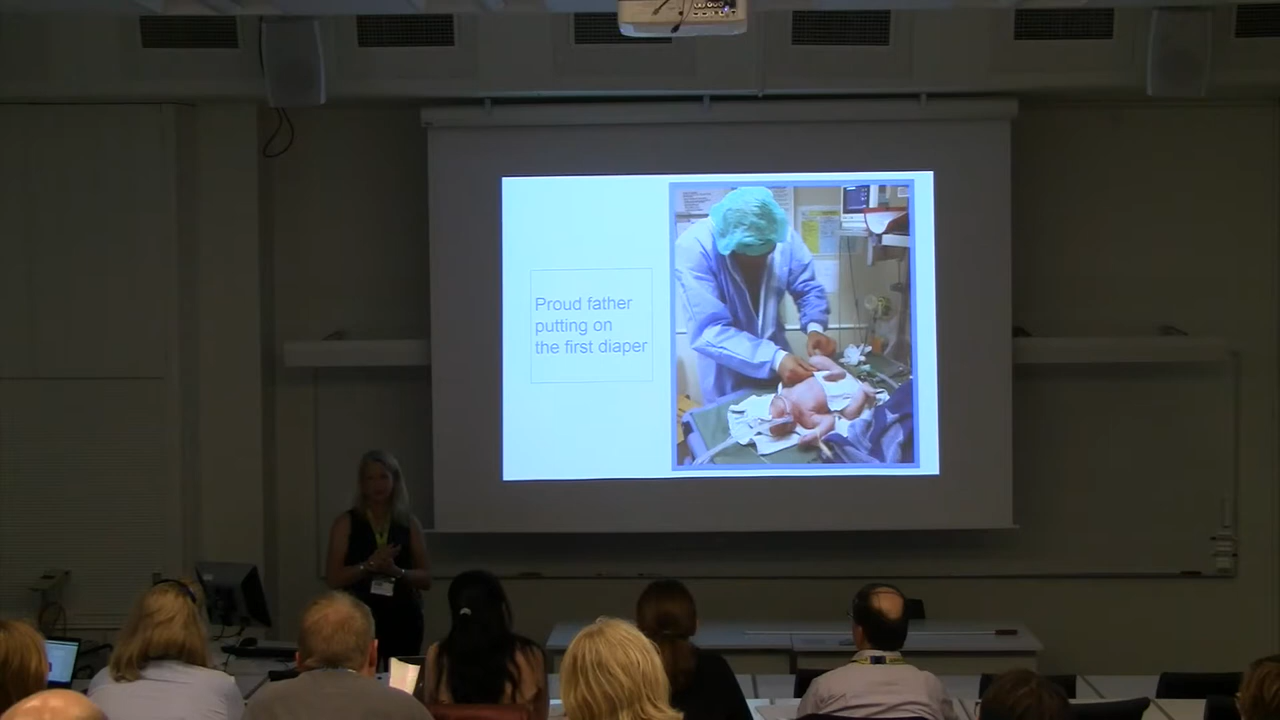 Proud father
putting on
the first diaper